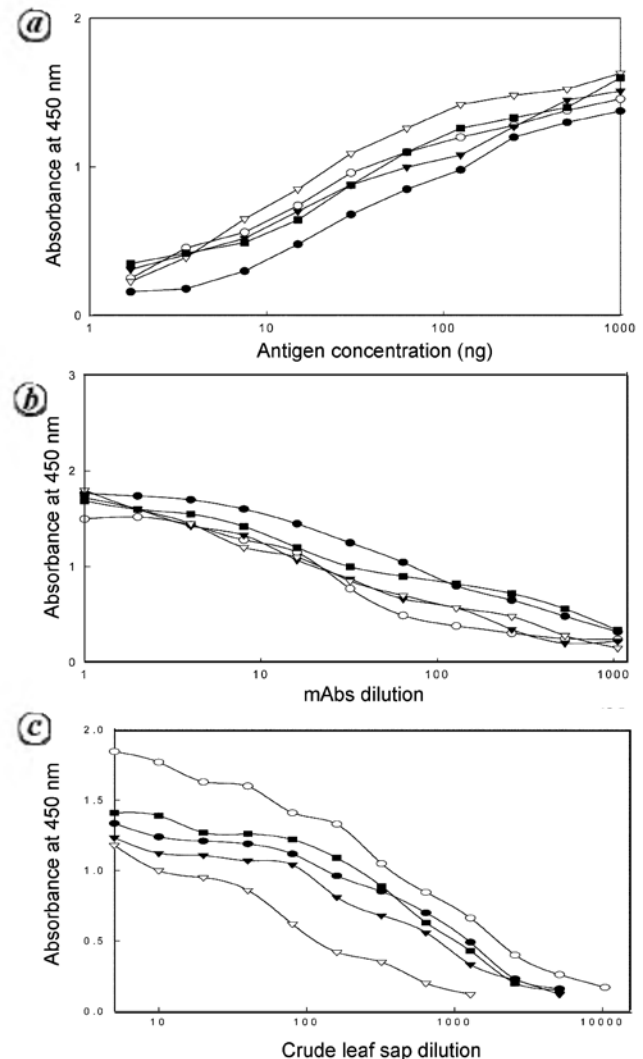 a
2
1
0
1 10 100 1000
Absorbance at 450 nm
Antigen concentration (ng)
b
3
2
1
0
1 10 100 1000
Absorbance at 450 nm
mAbs dilution
c
2.0
1.5
1.0
0.5
0.0
10 100 1000 10000
Absorbance at 450 nm
Crude leaf sap dilution